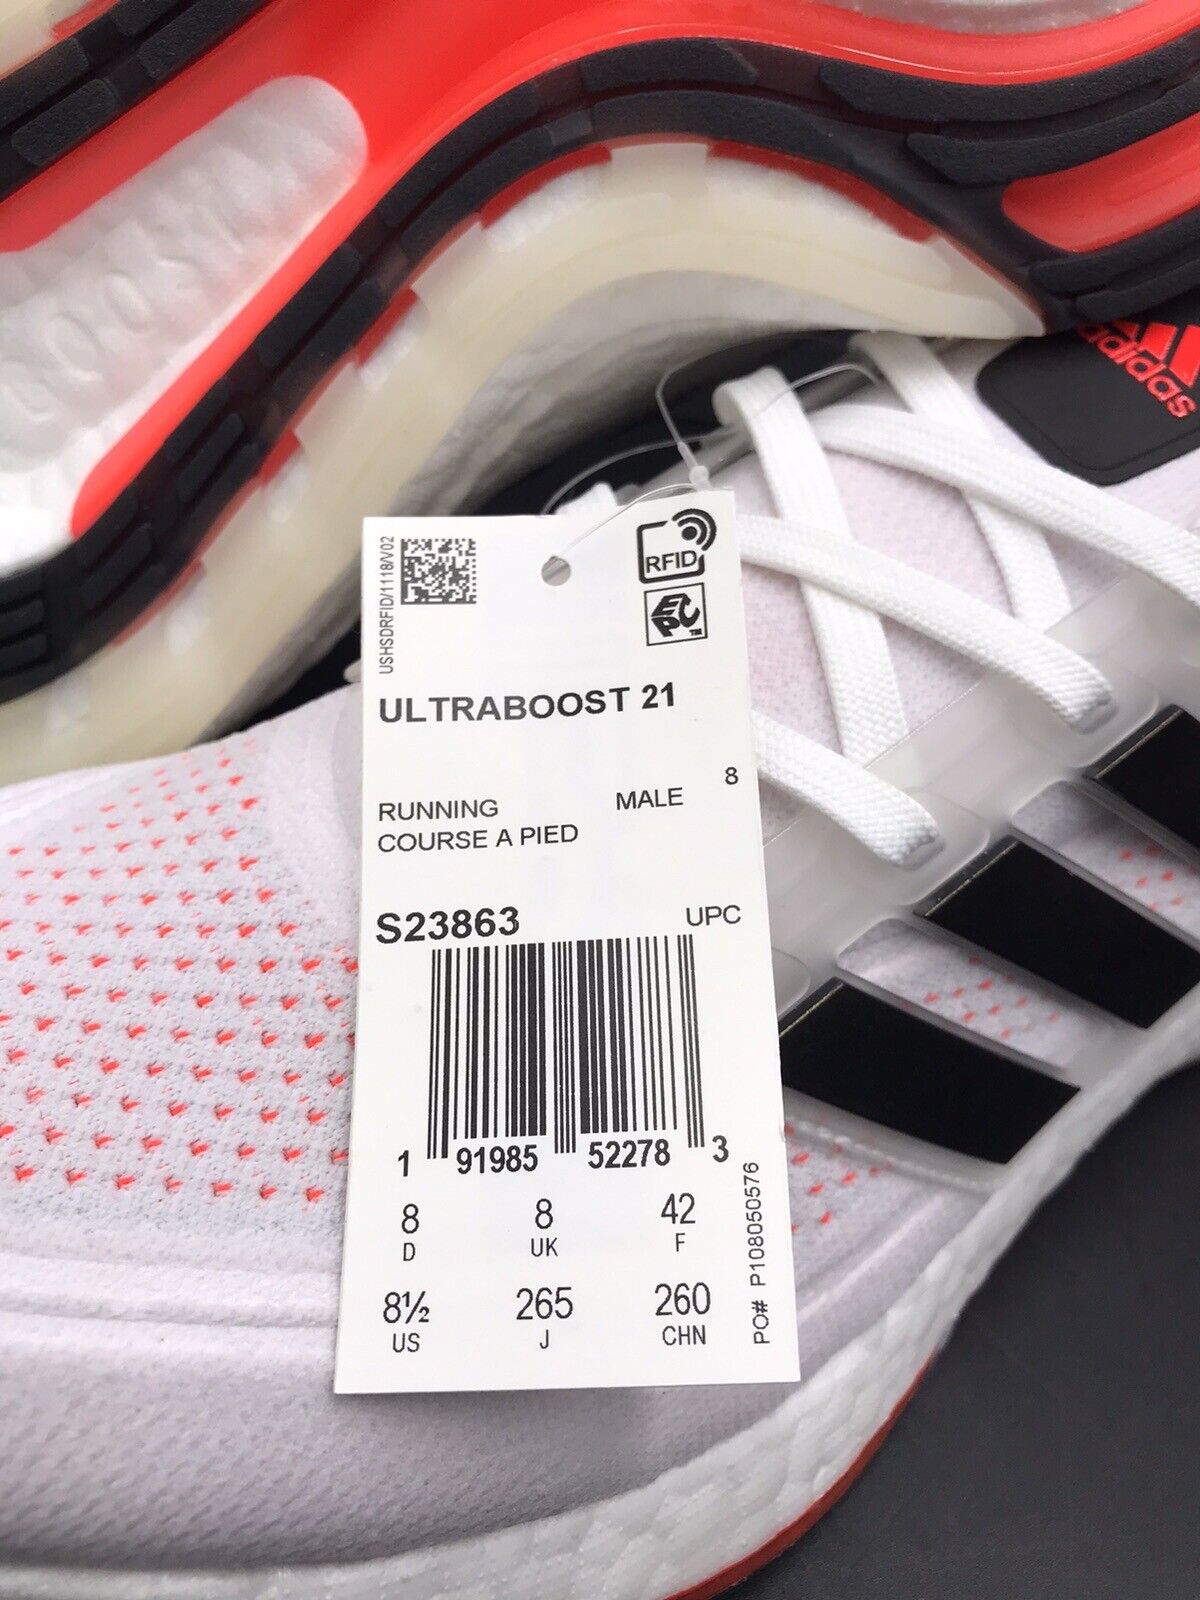 adidas
USHSDRFID/1118/V02
RFID
EPC™
ULTRABOOST 21
8
RUNNING MALE
COURSE A PIED
S23863 UPC
1 91985 52278 3
8 8 42
D UK F
8½ 265 260
US J CHN
PO# P108050576